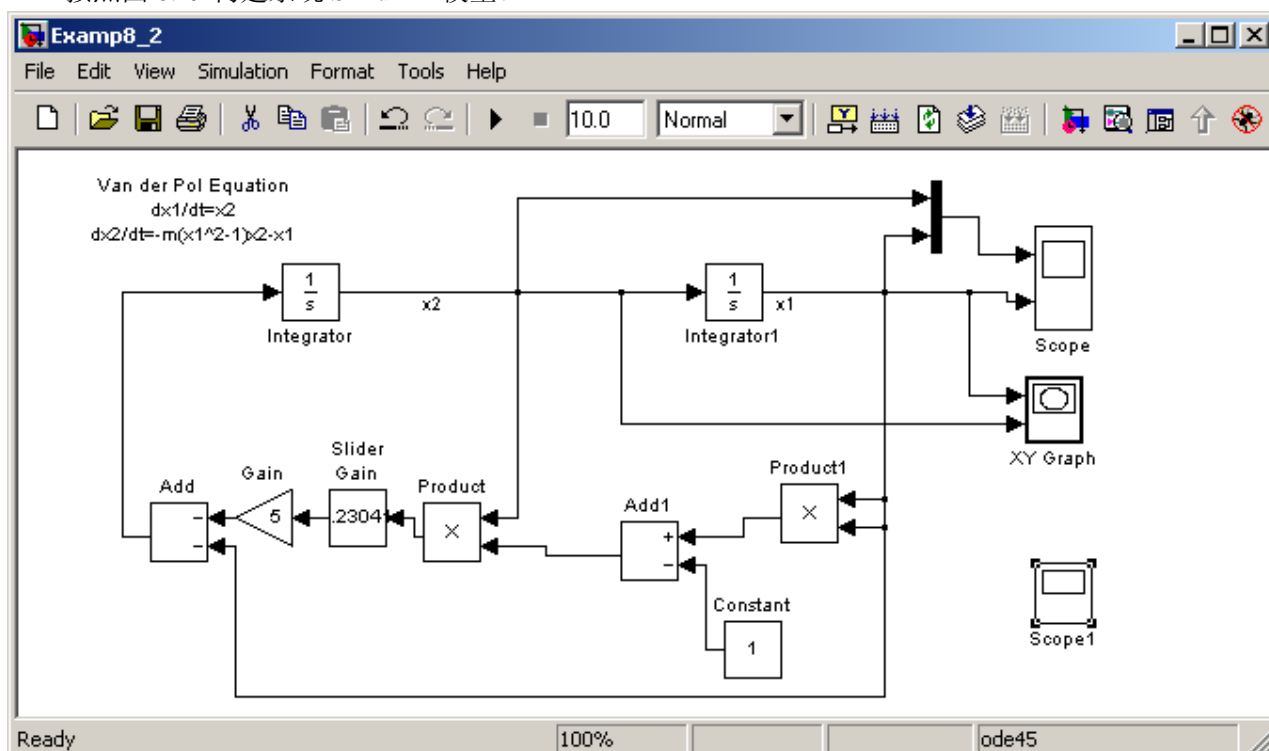 Examp8_2
File Edit View Simulation Format Tools Help
10.0 Normal
Van der Pol Equation
dx1/dt=x2
dx2/dt=-m(x1^2-1)x2-x1
1
s
Integrator
x2
1
s
Integrator1
x1
Scope
XY Graph
Add
-
-
Gain
5
Slider
Gain
.2304
Product
×
Add1
+
-
Product1
×
Constant
1
Scope1
Ready 100% ode45